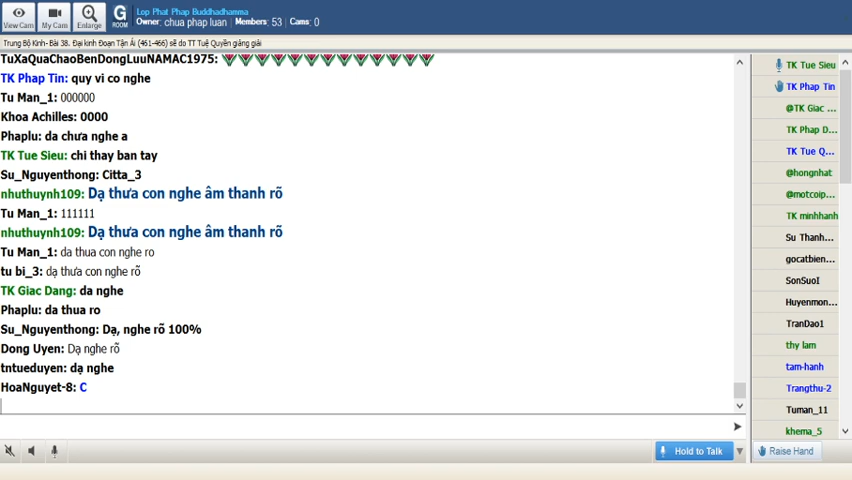 View Cam
My Cam
Enlarge
G
ROOM
Lop Phat Phap Buddhadhamma
Owner: chua phap luan Members: 53 Cams: 0
Trung Bộ Kinh- Bài 38. Đại kinh Đoạn Tận Ái (461-466) sẽ do TT Tuệ Quyền giảng giải
TuXaQuaChaoBenDongLuuNAMAC1975:
TK Phap Tin: quy vi co nghe
Tu Man_1: 000000
Khoa Achilles: 0000
Phaplu: da chưa nghe a
TK Tue Sieu: chi thay ban tay
Su_Nguyenthong: Citta_3
nhuthuynh109: Dạ thưa con nghe âm thanh rõ
Tu Man_1: 111111
nhuthuynh109: Dạ thưa con nghe âm thanh rõ
Tu Man_1: da thua con nghe ro
tu bi_3: dạ thưa con nghe rõ
TK Giac Dang: da nghe
Phaplu: da thua ro
Su_Nguyenthong: Dạ, nghe rõ 100%
Dong Uyen: Dạ nghe rõ
tntueduyen: dạ nghe
HoaNguyet-8: C
TK Tue Sieu
TK Phap Tin
@TK Giac ...
TK Phap D...
TK Tue Q...
@hongnhat
@motcoip...
TK minhhanh
Su Thanh...
gocatbien...
SonSuoI
Huyenmon...
TranDao1
thy lam
tam-hanh
Trangthu-2
Tuman_11
khema_5
Hold to Talk
Raise Hand